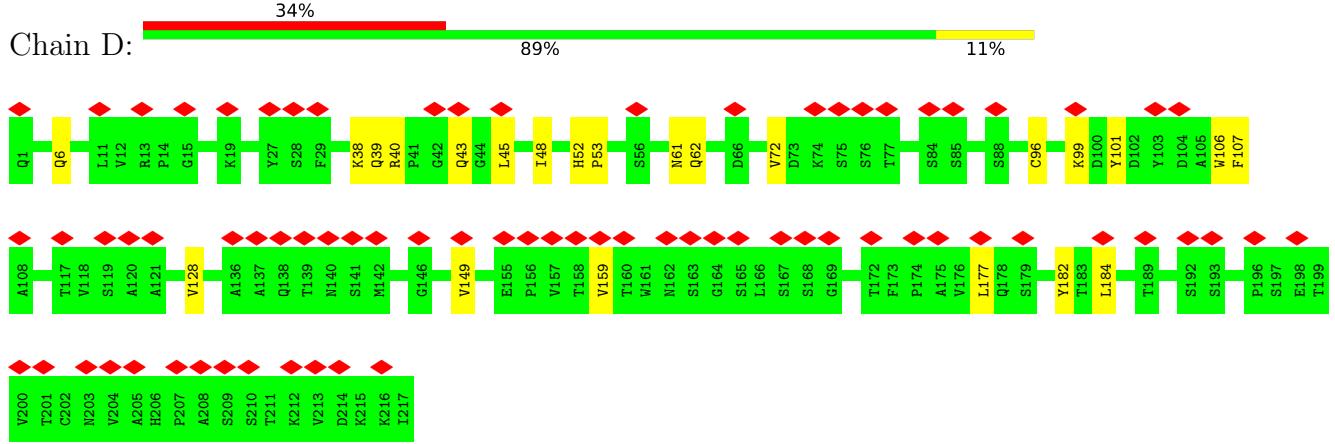 34%
Chain D:
89% 11%
Q1 Q6 L11 V12 R13 P14 G15 K19 Y27 S28 F29 K38 Q39 R40 P41 G42 Q43 G44 L45 I48 H52 P53 S56 N61 Q62 D66 V72 D73 K74 S75 S76 T77 S84 S85 S88 C96 K99 D100 Y101 D102 Y103 D104 A105 W106 F107
A108 T117 V118 S119 A120 A121 V128 A136 A137 Q138 T139 N140 S141 M142 G146 V149 E155 P156 V157 T158 V159 T160 W161 N162 S163 G164 S165 L166 S167 S168 G169 T172 F173 P174 A175 V176 L177 Q178 S179 Y182 T183 L184 T189 S192 S193 P196 S197 E198 T199
V200 T201 C202 N203 V204 A205 H206 P207 A208 S209 S210 T211 K212 V213 D214 K215 K216 I217